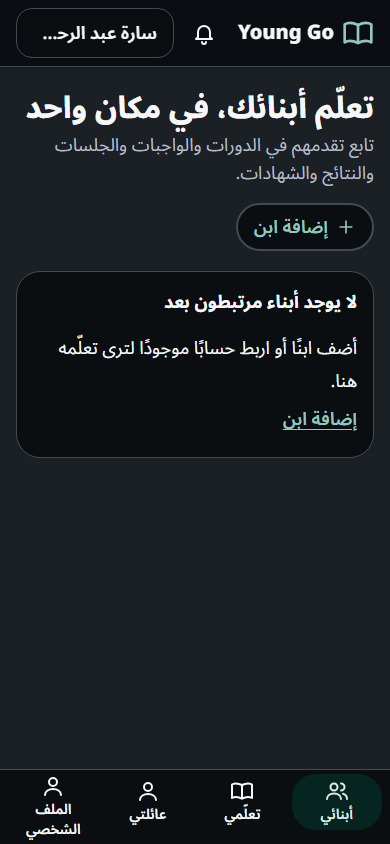 Young Go
سارة عبد الرحـ...
تعلّم أبنائك، في مكان واحد
تابع تقدمهم في الدورات والواجبات والجلسات
والنتائج والشهادات.
+ إضافة ابن
لا يوجد أبناء مرتبطون بعد
أضف ابنًا أو اربط حسابًا موجودًا لترى تعلّمه
هنا.
إضافة ابن
أبنائي
تعلّمي
عائلتي
الملف
الشخصي